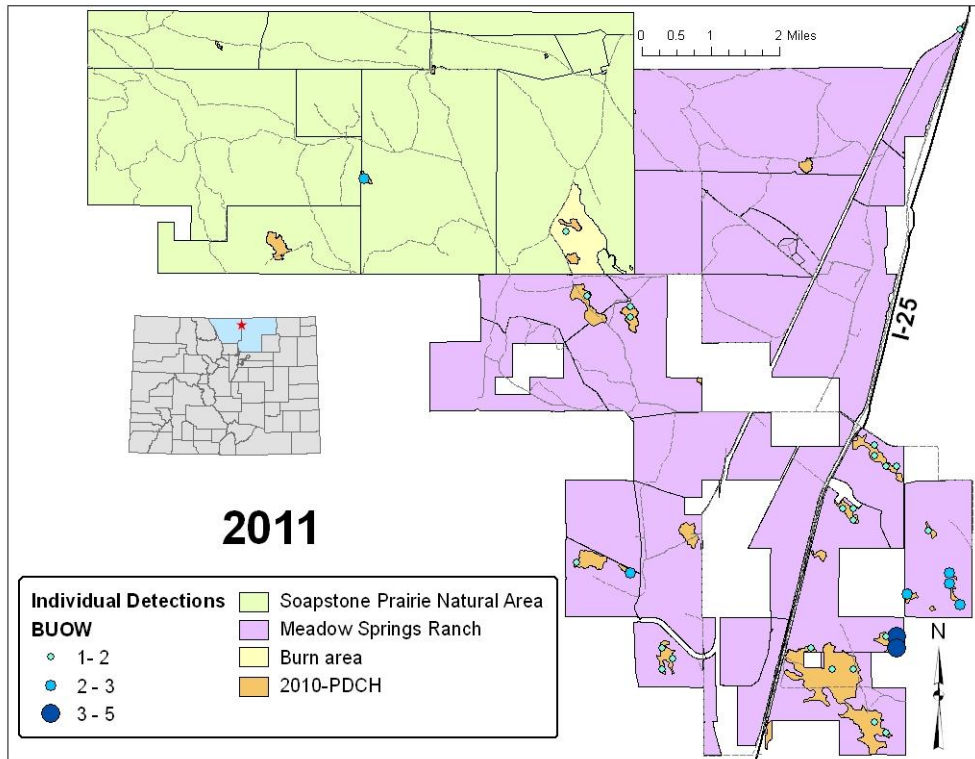 0 0.5 1 2 Miles
I-25
2011
Individual Detections
BUOW
1- 2
2 - 3
3 - 5
Soapstone Prairie Natural Area
Meadow Springs Ranch
Burn area
2010-PDCH
N